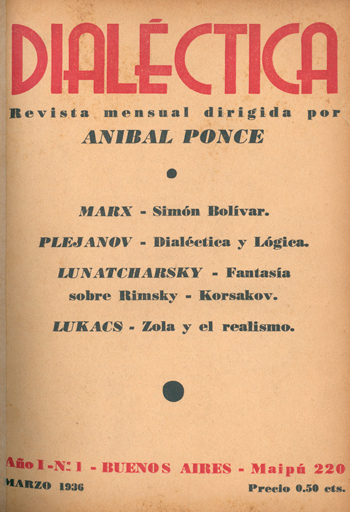 DIALÉCTICA
Revista mensual dirigida por
ANIBAL PONCE
MARX - Simón Bolívar.
PLEJANOV - Dialéctica y Lógica.
LUNATCHARSKY - Fantasía
sobre Rimsky - Korsakov.
LUKACS - Zola y el realismo.
Año I - N.º 1 - BUENOS AIRES - Maipú 220
MARZO 1936 Precio 0.50 cts.